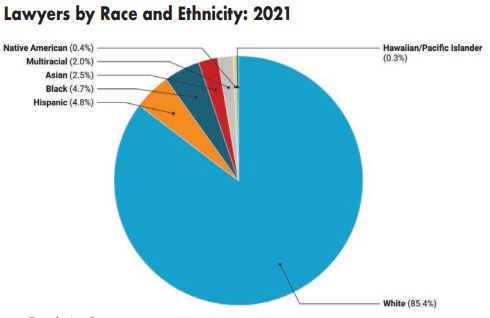 Lawyers by Race and Ethnicity: 2021
Native American (0.4%)
Multiracial (2.0%)
Asian (2.5%)
Black (4.7%)
Hispanic (4.8%)
Hawaiian/Pacific Islander
(0.3%)
White (85.4%)